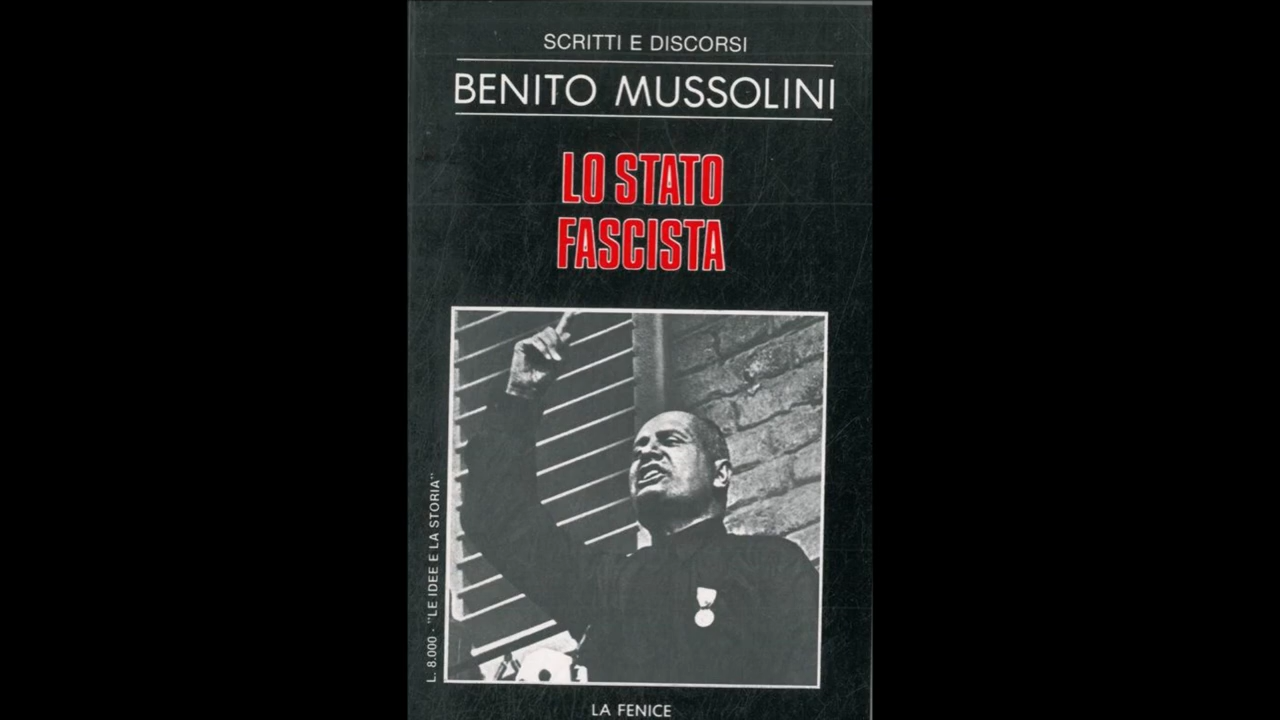 SCRITTI E DISCORSI
BENITO MUSSOLINI
LO STATO
FASCISTA
L. 8.000 - "LE IDEE E LA STORIA"
LA FENICE